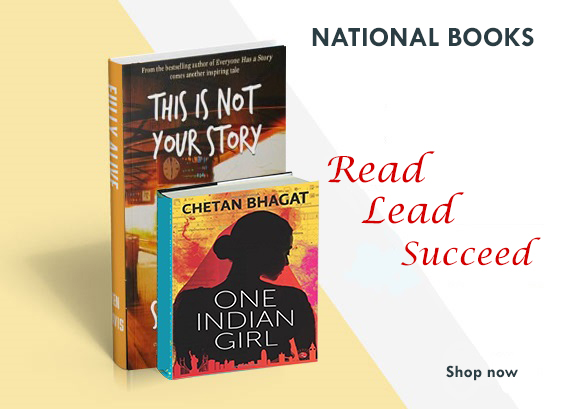 NATIONAL BOOKS
From the bestselling author of Everyone Has a Story
comes another inspiring tale
THIS IS NOT
YOUR STORY
FULLY ALIVE
CHETAN BHAGAT
ONE
INDIAN
GIRL
Read
Lead
Succeed
Shop now